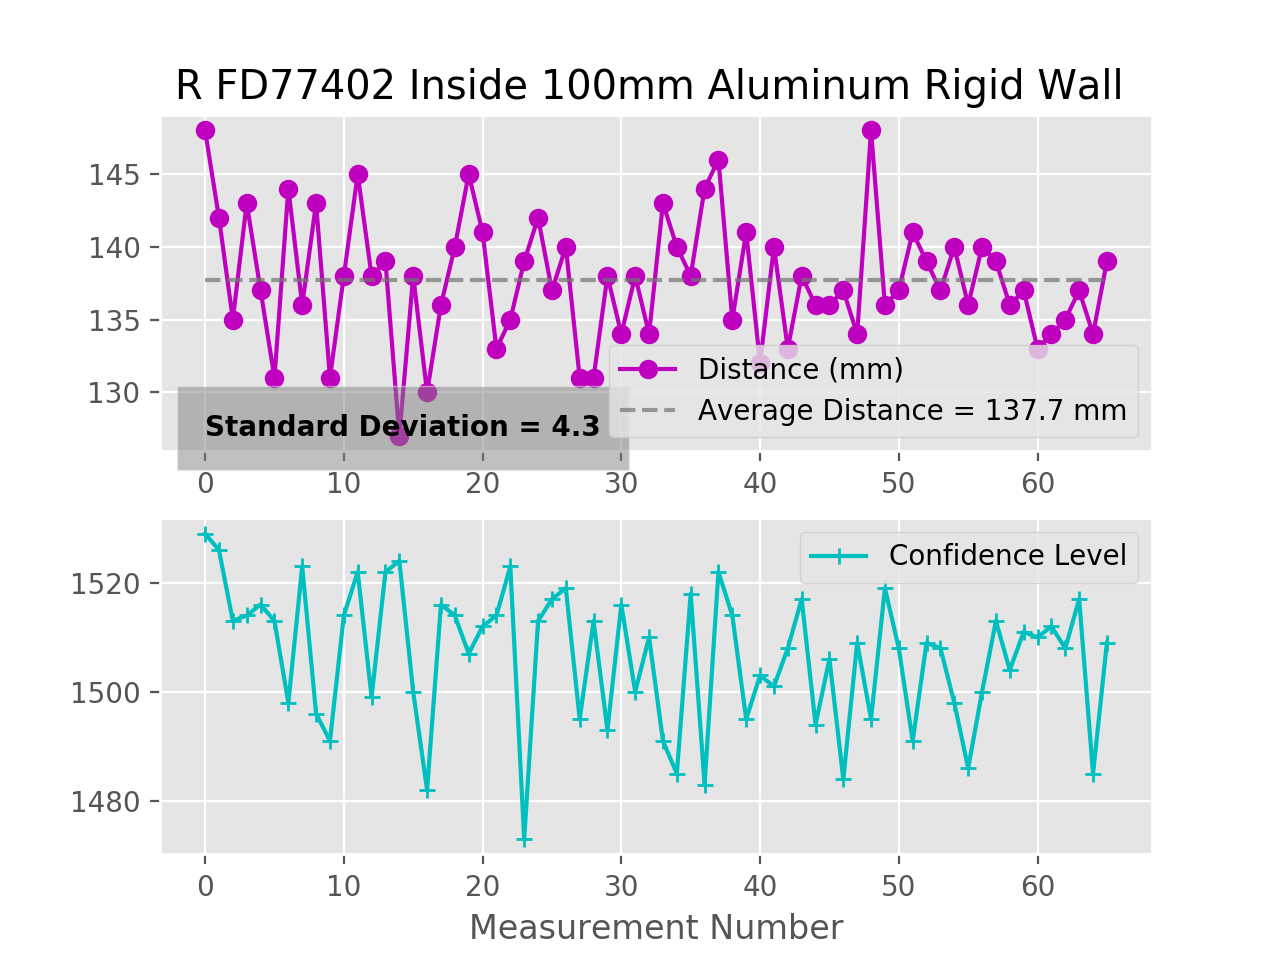 R FD77402 Inside 100mm Aluminum Rigid Wall
145
140
135
130
Distance (mm)
Average Distance = 137.7 mm
Standard Deviation = 4.3
0 10 20 30 40 50 60
Confidence Level
1520
1500
1480
0 10 20 30 40 50 60
Measurement Number